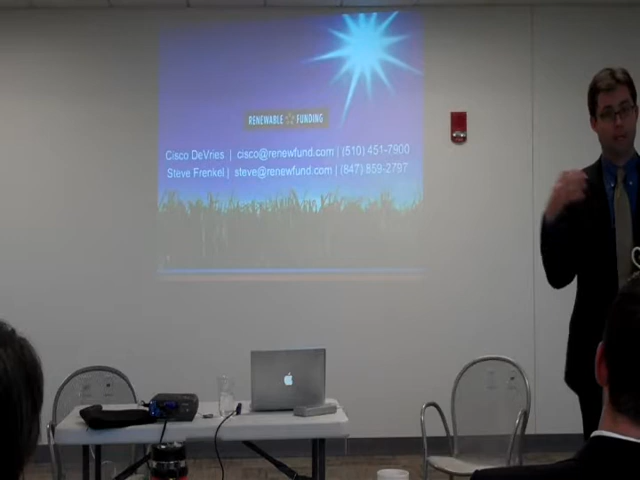 RENEWABLE FUNDING
Cisco DeVries | cisco@renewfund.com | (510) 451-7900
Steve Frenkel | steve@renewfund.com | (847) 859-2797